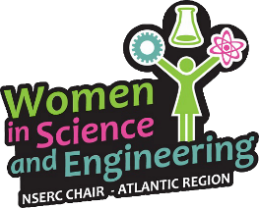 Women
in Science
and Engineering
NSERC CHAIR - ATLANTIC REGION